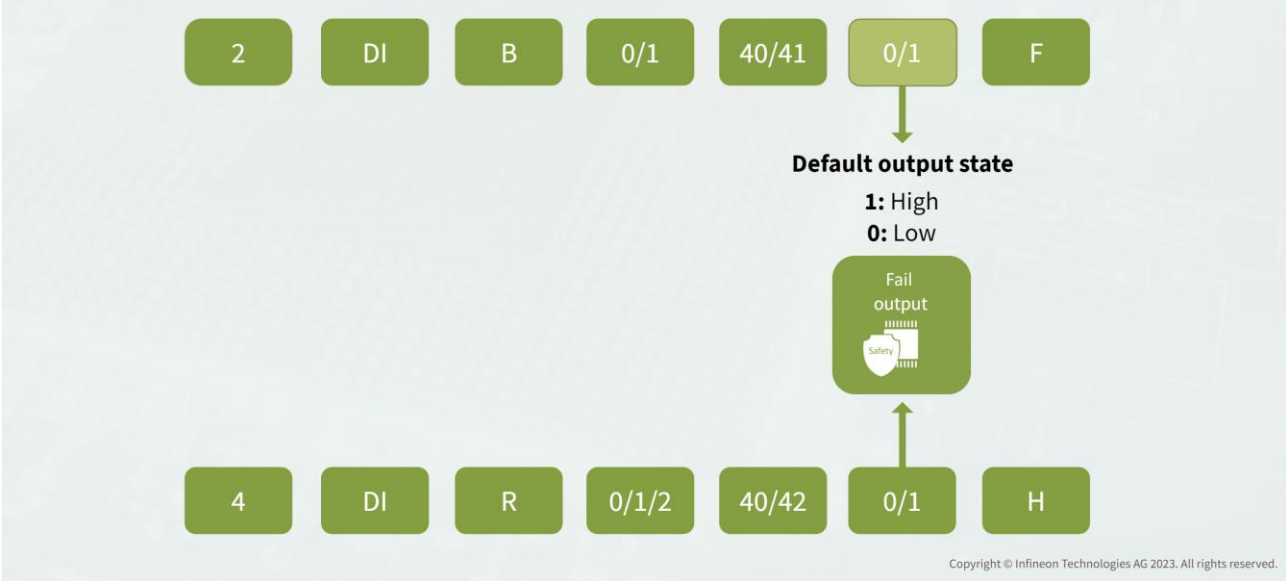 2 DI B 0/1 40/41 0/1 F
Default output state
1: High
0: Low
Fail
output
Safety
4 DI R 0/1/2 40/42 0/1 H
Copyright © Infineon Technologies AG 2023. All rights reserved.